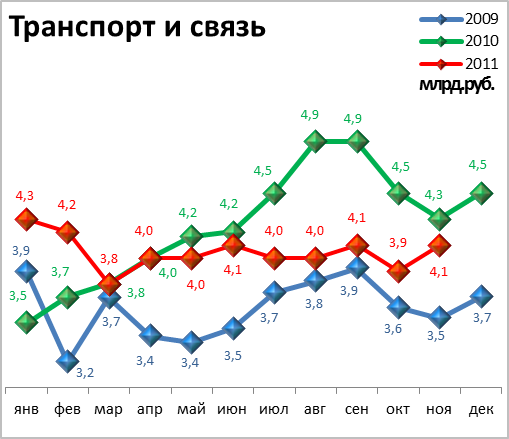 Транспорт и связь
2009
2010
2011
млрд.руб.
4,9 4,9
4,5 4,5 4,5
4,3 4,2 4,2 4,2 4,3
4,0 4,0 4,0 4,1
3,9 3,8 3,9
3,7 4,0 4,0 4,1 4,1
3,5 3,8 3,8 3,9
3,7 3,7 3,7
3,2 3,4 3,4 3,5 3,6 3,5
янв фев мар апр май июн июл авг сен окт ноя дек